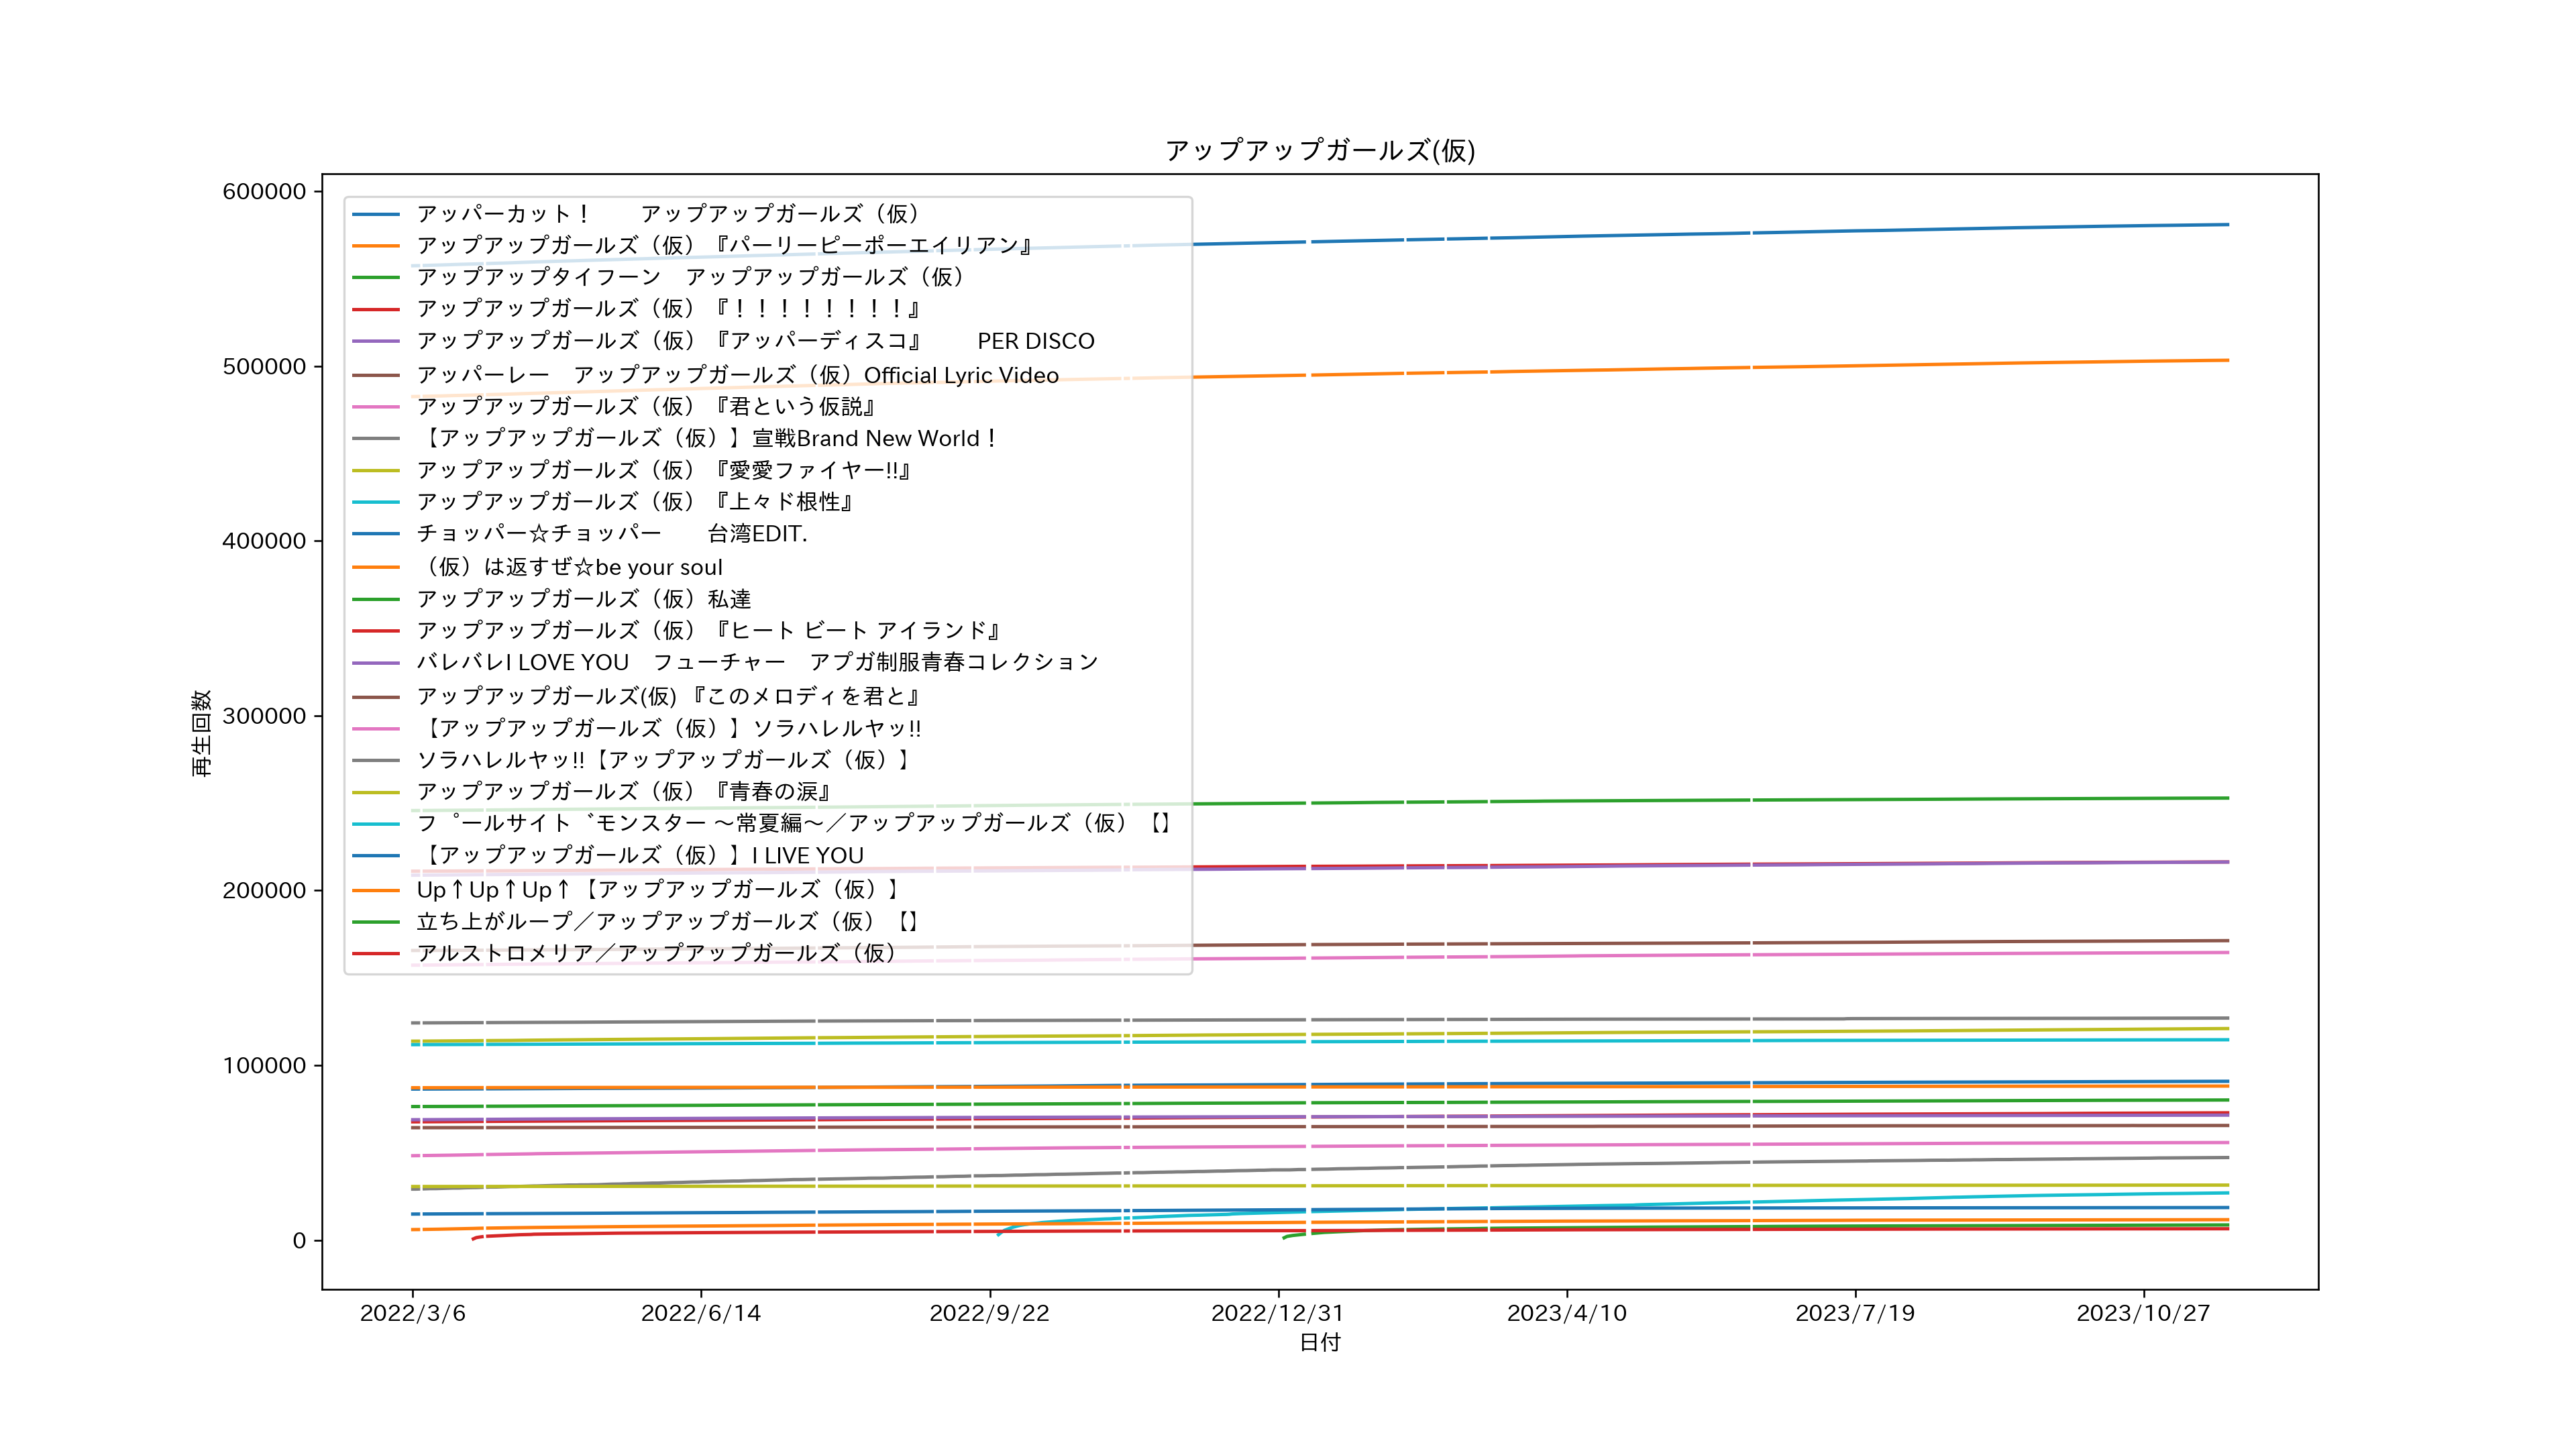 アップアップガールズ(仮)
600000
500000
400000
300000
200000
100000
0
再生回数
アッパーカット！　　アップアップガールズ（仮）
アップアップガールズ（仮）『パーリーピーポーエイリアン』
アップアップタイフーン　アップアップガールズ（仮）
アップアップガールズ（仮）『！！！！！！！！』
アップアップガールズ（仮）『アッパーディスコ』　　PER DISCO
アッパーレー　アップアップガールズ（仮）Official Lyric Video
アップアップガールズ（仮）『君という仮説』
【アップアップガールズ（仮）】宣戦Brand New World！
アップアップガールズ（仮）『愛愛ファイヤー!!』
アップアップガールズ（仮）『上々ド根性』
チョッパー☆チョッパー　　台湾EDIT.
（仮）は返すぜ☆be your soul
アップアップガールズ（仮）私達
アップアップガールズ（仮）『ヒート ビート アイランド』
バレバレI LOVE YOU　フューチャー　アプガ制服青春コレクション
アップアップガールズ(仮) 『このメロディを君と』
【アップアップガールズ（仮）】ソラハレルヤッ!!
ソラハレルヤッ!!【アップアップガールズ（仮）】
アップアップガールズ（仮）『青春の涙』
フ゜ールサイト゛モンスター ～常夏編～／アップアップガールズ（仮）【】
【アップアップガールズ（仮）】I LIVE YOU
Up↑Up↑Up↑【アップアップガールズ（仮）】
立ち上がループ／アップアップガールズ（仮）【】
アルストロメリア／アップアップガールズ（仮）
2022/3/6
2022/6/14
2022/9/22
2022/12/31
2023/4/10
2023/7/19
2023/10/27
日付